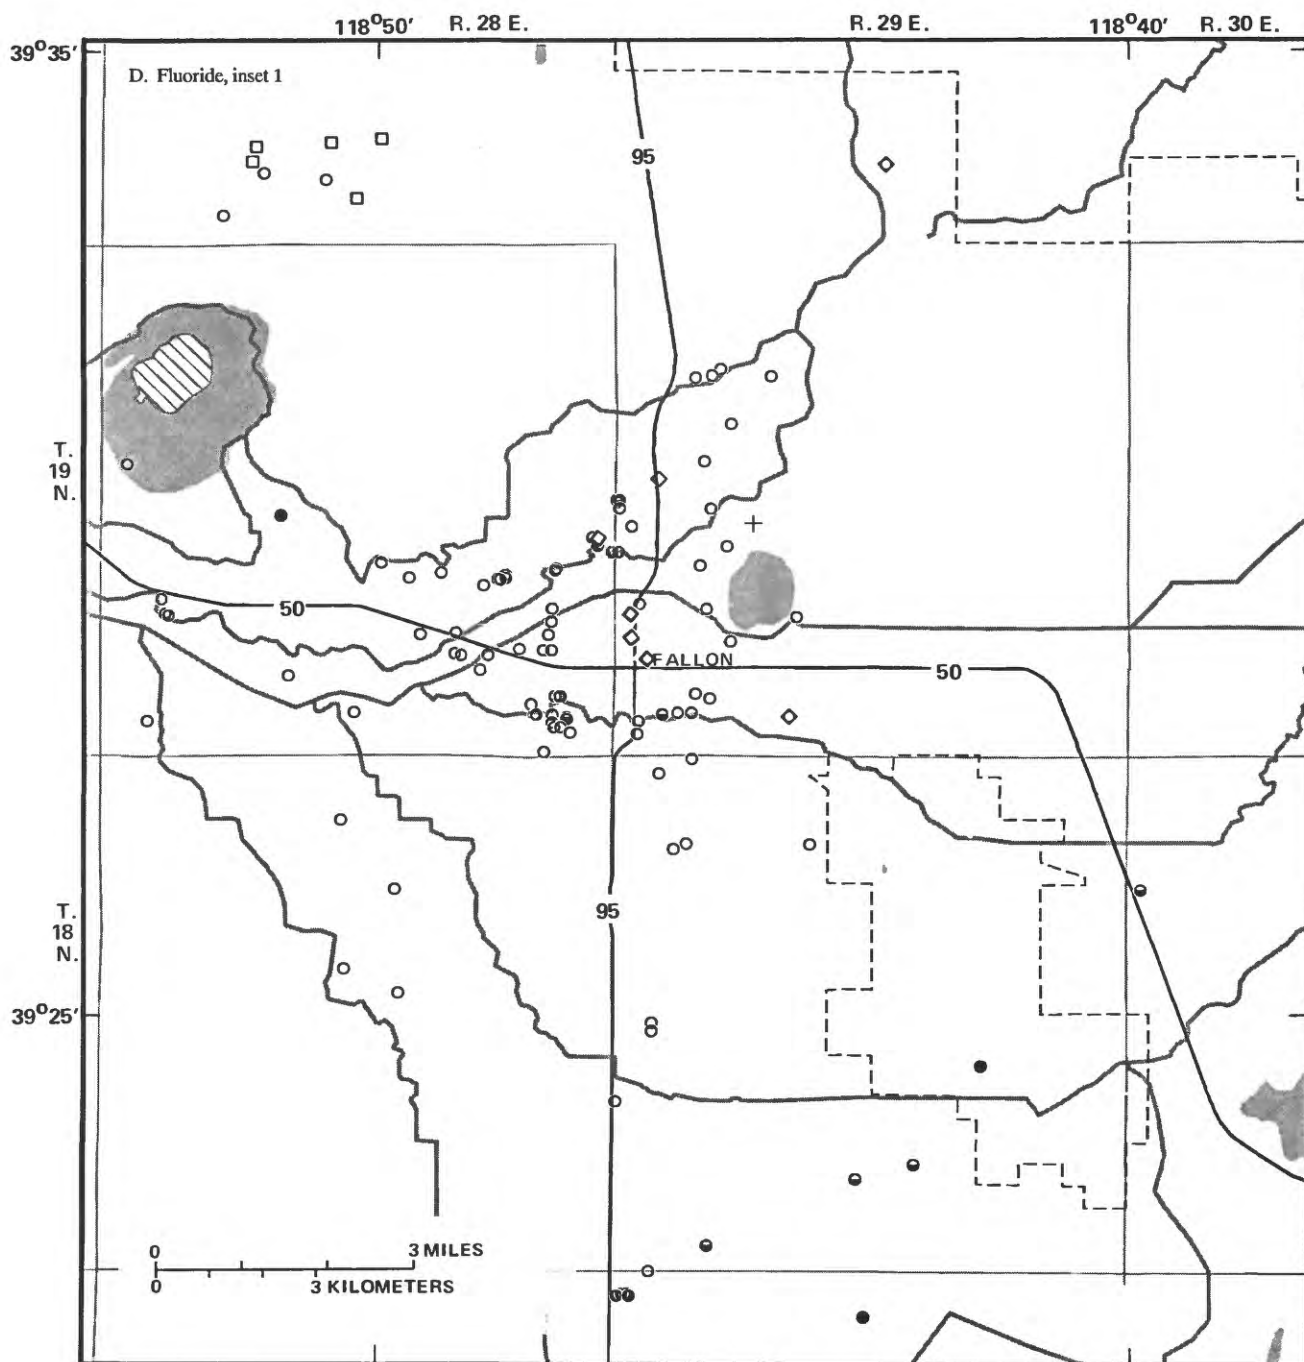 118°50' R. 28 E. R. 29 E. 118°40' R. 30 E.
39°35'
D. Fluoride, inset 1
95
T.
19
N.
50
FALLON
50
T.
18
N.
95
39°25'
0 3 MILES
0 3 KILOMETERS